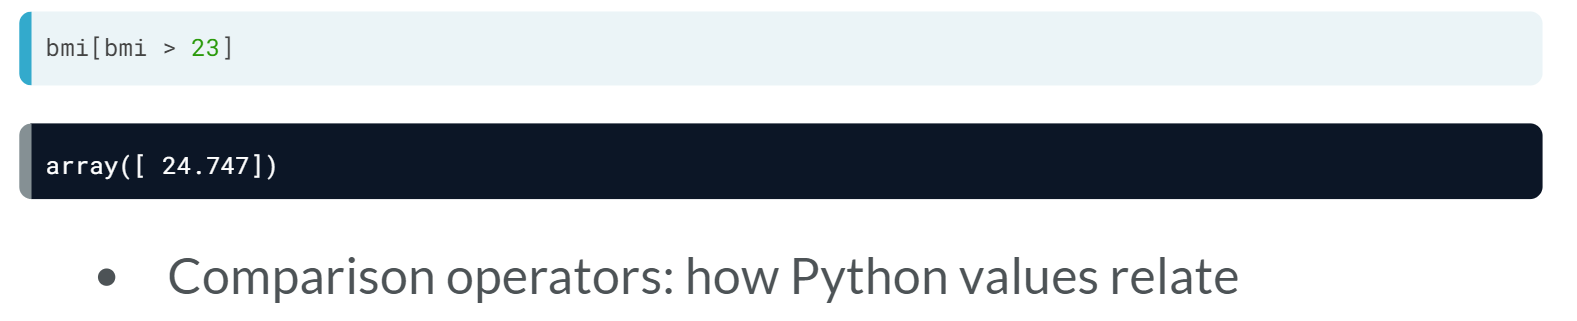 bmi[bmi > 23]
array([ 24.747])
• Comparison operators: how Python values relate